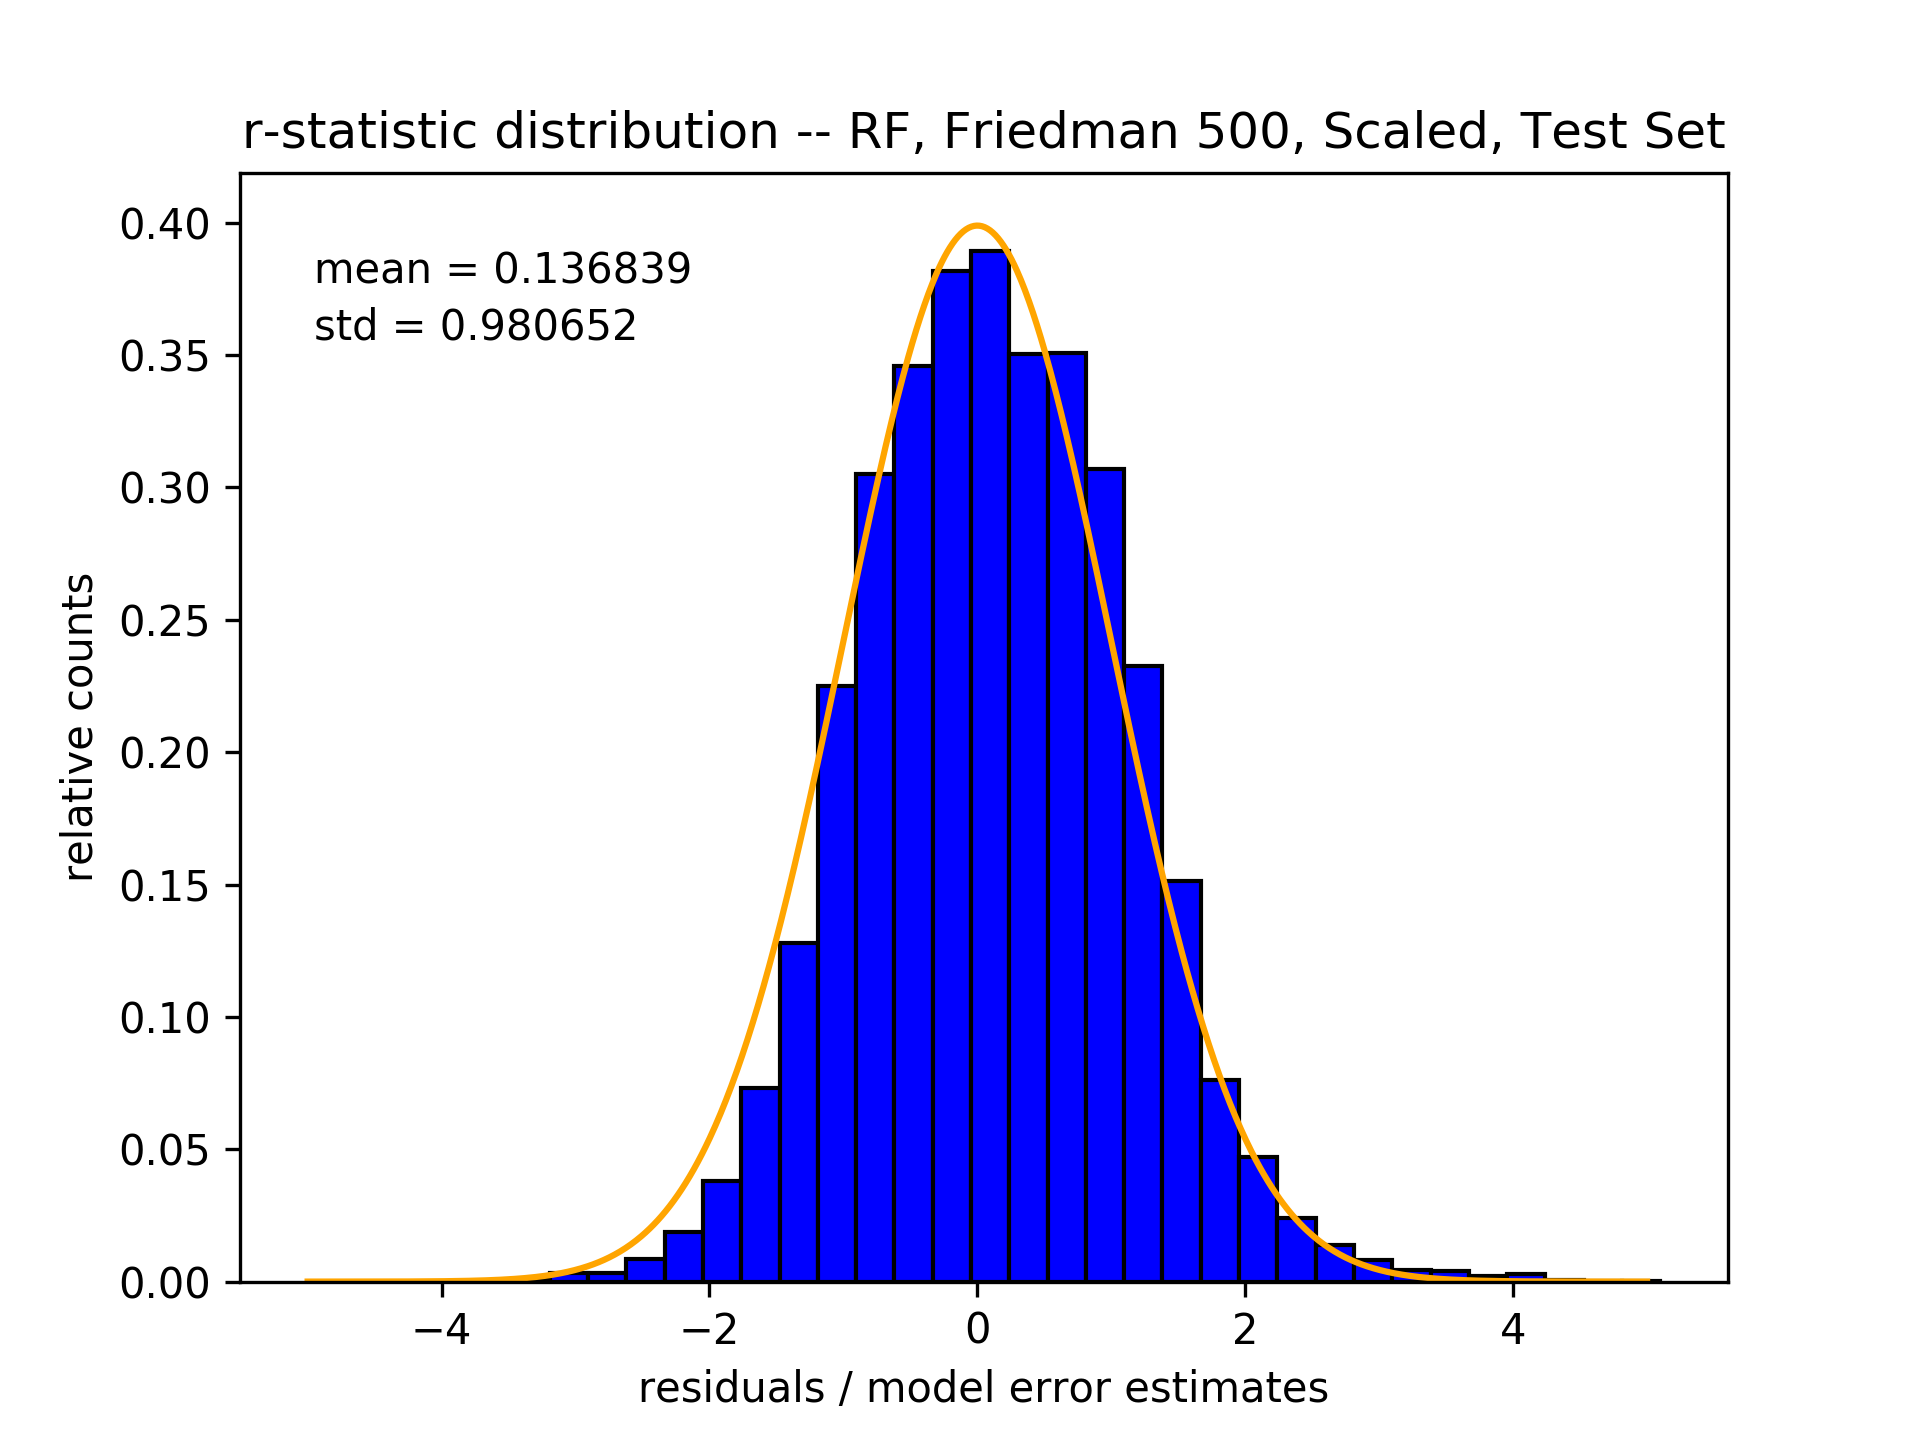 r-statistic distribution -- RF, Friedman 500, Scaled, Test Set
mean = 0.136839
std = 0.980652
0.40
0.35
0.30
0.25
0.20
0.15
0.10
0.05
0.00
relative counts
−4 −2 0 2 4
residuals / model error estimates